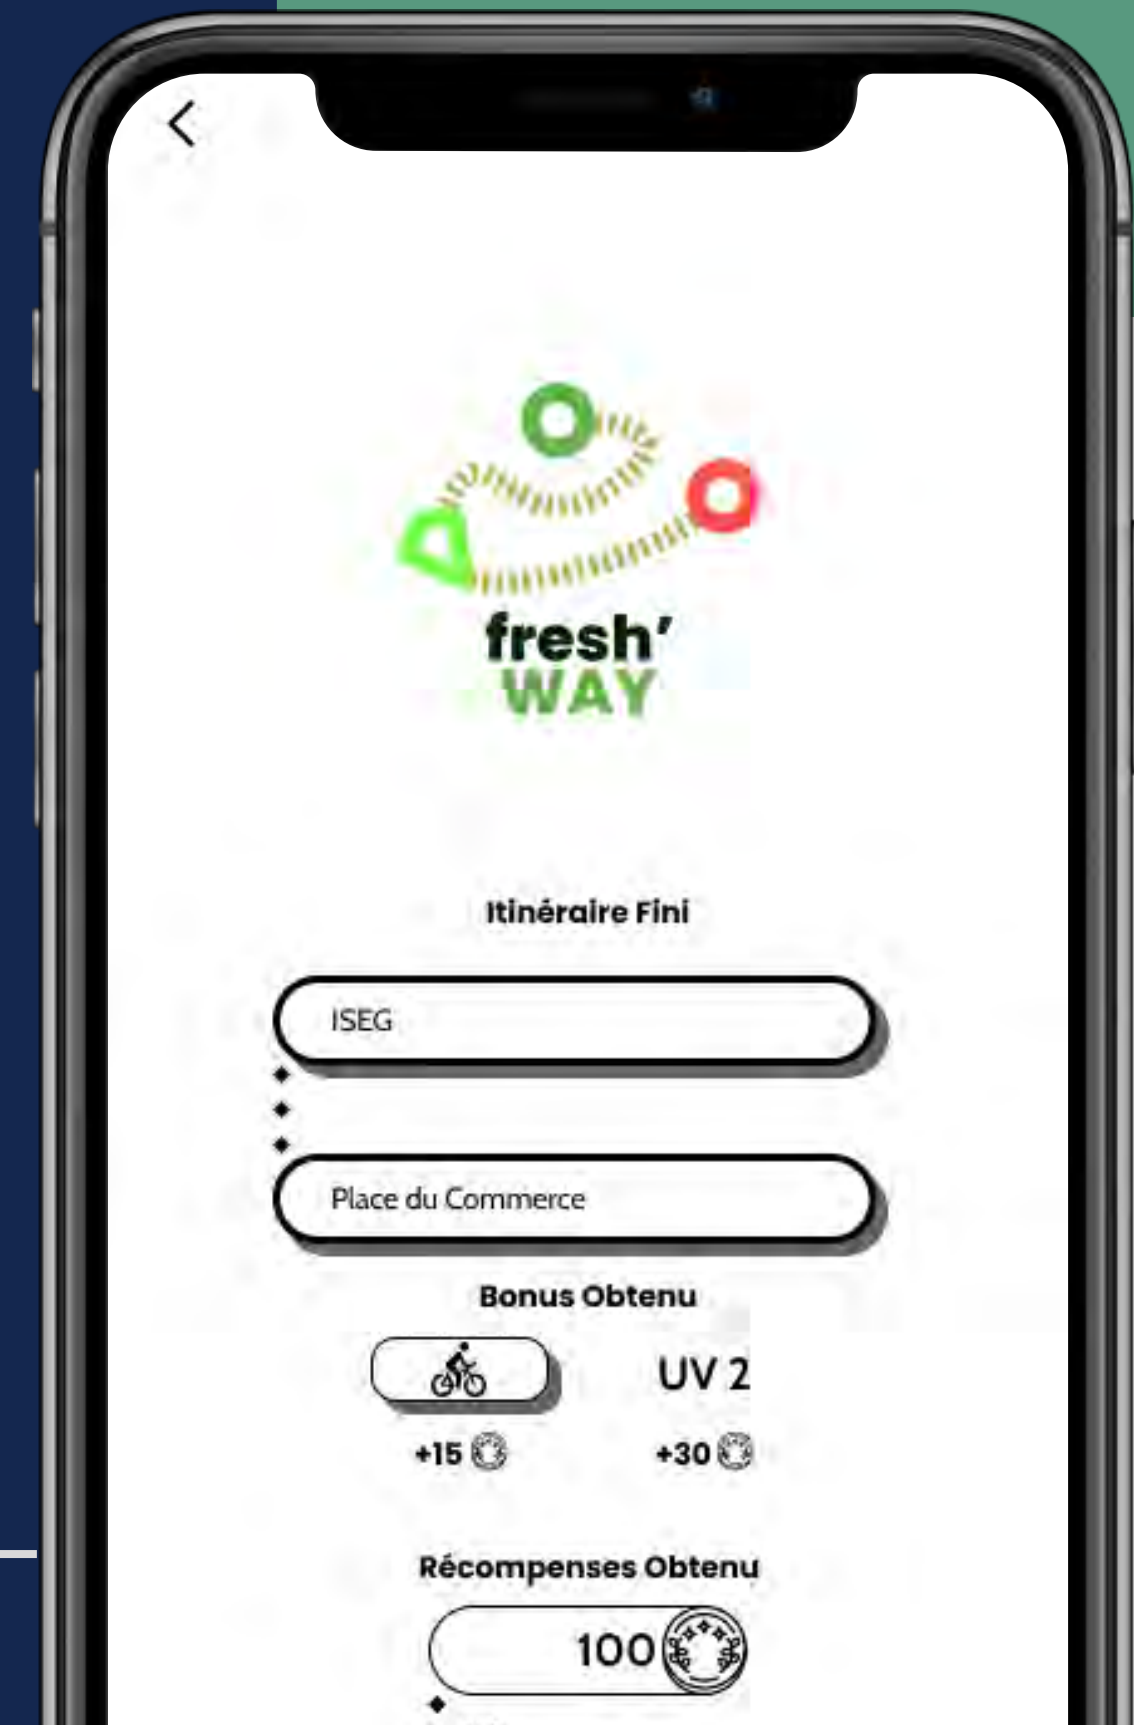 fresh’
WAY
Itinéraire Fini
ISEG
Place du Commerce
Bonus Obtenu
UV 2
+15
+30
Récompenses Obtenu
100